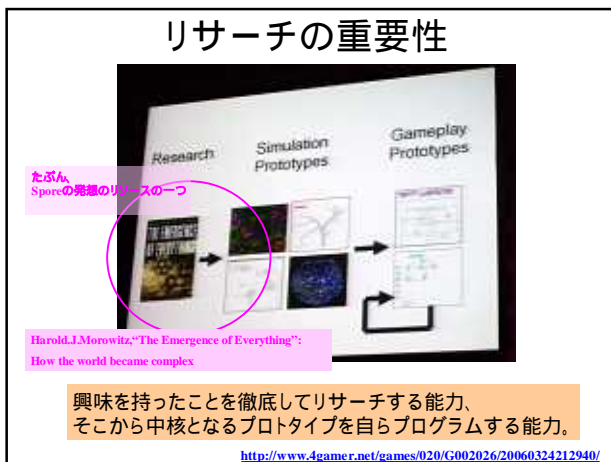 リサーチの重要性
Research
Simulation
Prototypes
Gameplay
Prototypes
たぶん、
Sporeの発想のリソースの一つ
THE EMERGENCE
OF EVERYTHING
Harold.J.Morowitz,“The Emergence of Everything”:
How the world became complex
興味を持ったことを徹底してリサーチする能力、
そこから中核となるプロトタイプを自らプログラムする能力。
http://www.4gamer.net/games/020/G002026/20060324212940/